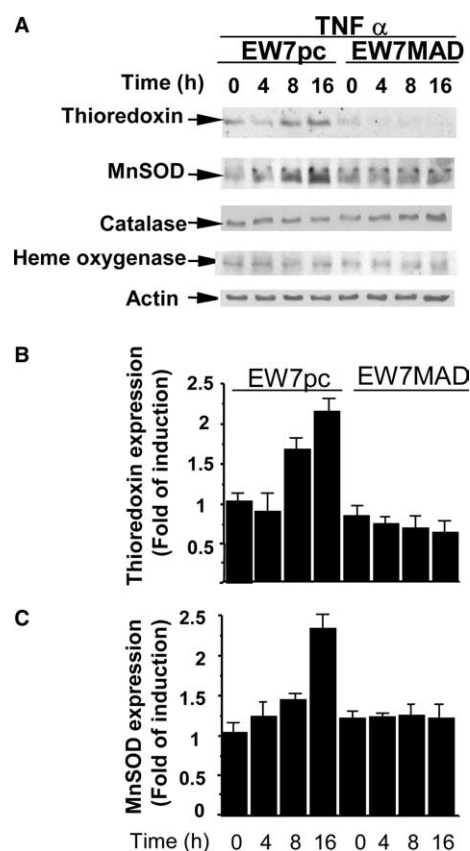 A
TNF α
EW7pc EW7MAD
Time (h) 0 4 8 16 0 4 8 16
Thioredoxin
MnSOD
Catalase
Heme oxygenase
Actin
B
EW7pc EW7MAD
Thioredoxin expression
(Fold of induction)
2.5
2
1.5
1
0.5
C
MnSOD expression
(Fold of induction)
2.5
2
1.5
1
0.5
0
Time (h) 0 4 8 16 0 4 8 16